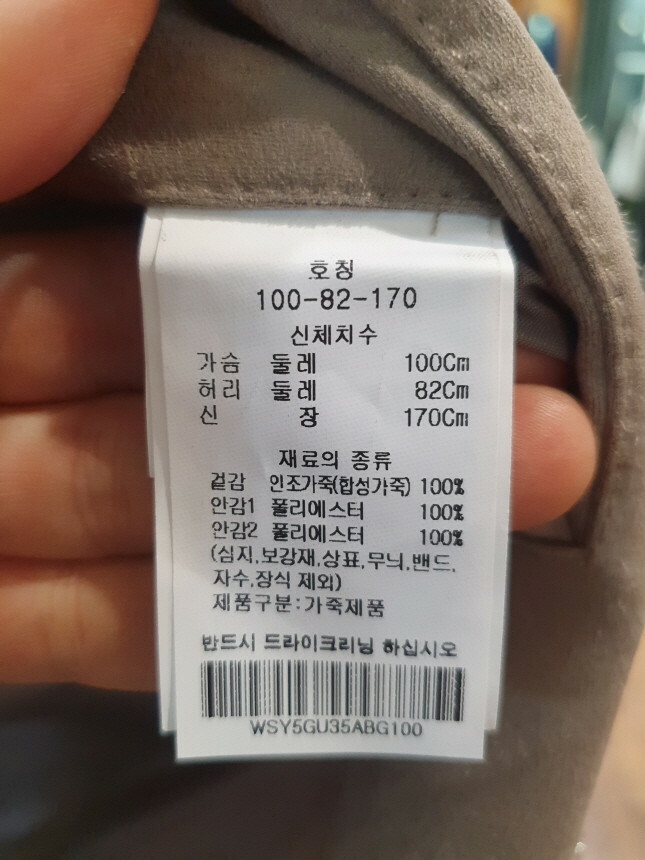 호칭
100-82-170
신체치수
가슴 둘레 100Cm
허리 둘레 82Cm
신 장 170Cm
재료의 종류
겉감 인조가죽(합성가죽) 100%
안감1 폴리에스터 100%
안감2 폴리에스터 100%
(심지,보강재,상표,무늬,밴드,
자수,장식 제외)
제품구분:가죽제품
반드시 드라이크리닝 하십시오
WSY5GU35ABG100